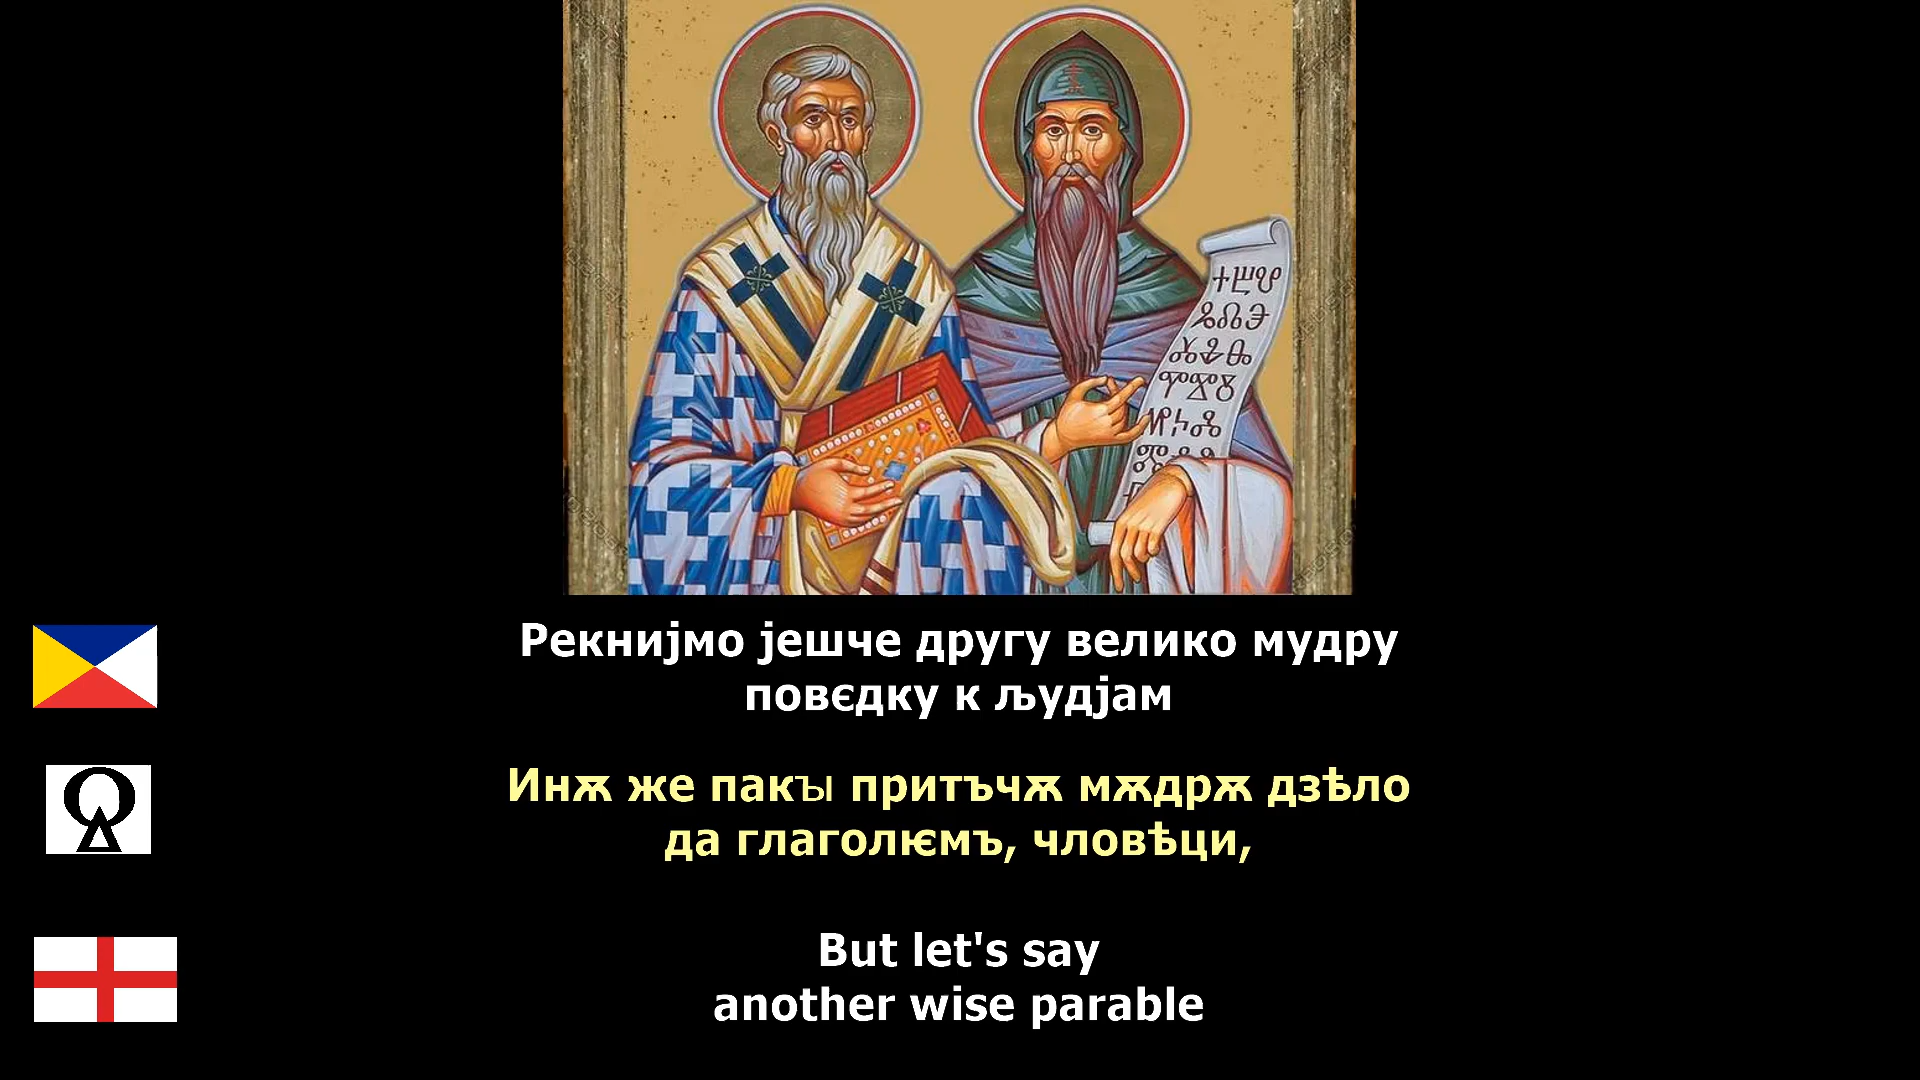 Рекнијмо јешче другу велико мудру
повєдку к људјам
Инѫ же пакъı притъчѫ мѫдрѫ дзѣло
да глаголѥмъ, чловѣци,
But let's say
another wise parable